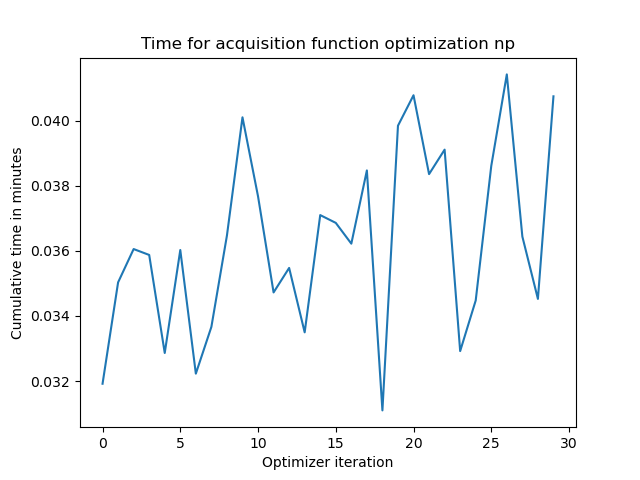 Time for acquisition function optimization np
Cumulative time in minutes
0.040
0.038
0.036
0.034
0.032
0 5 10 15 20 25 30
Optimizer iteration